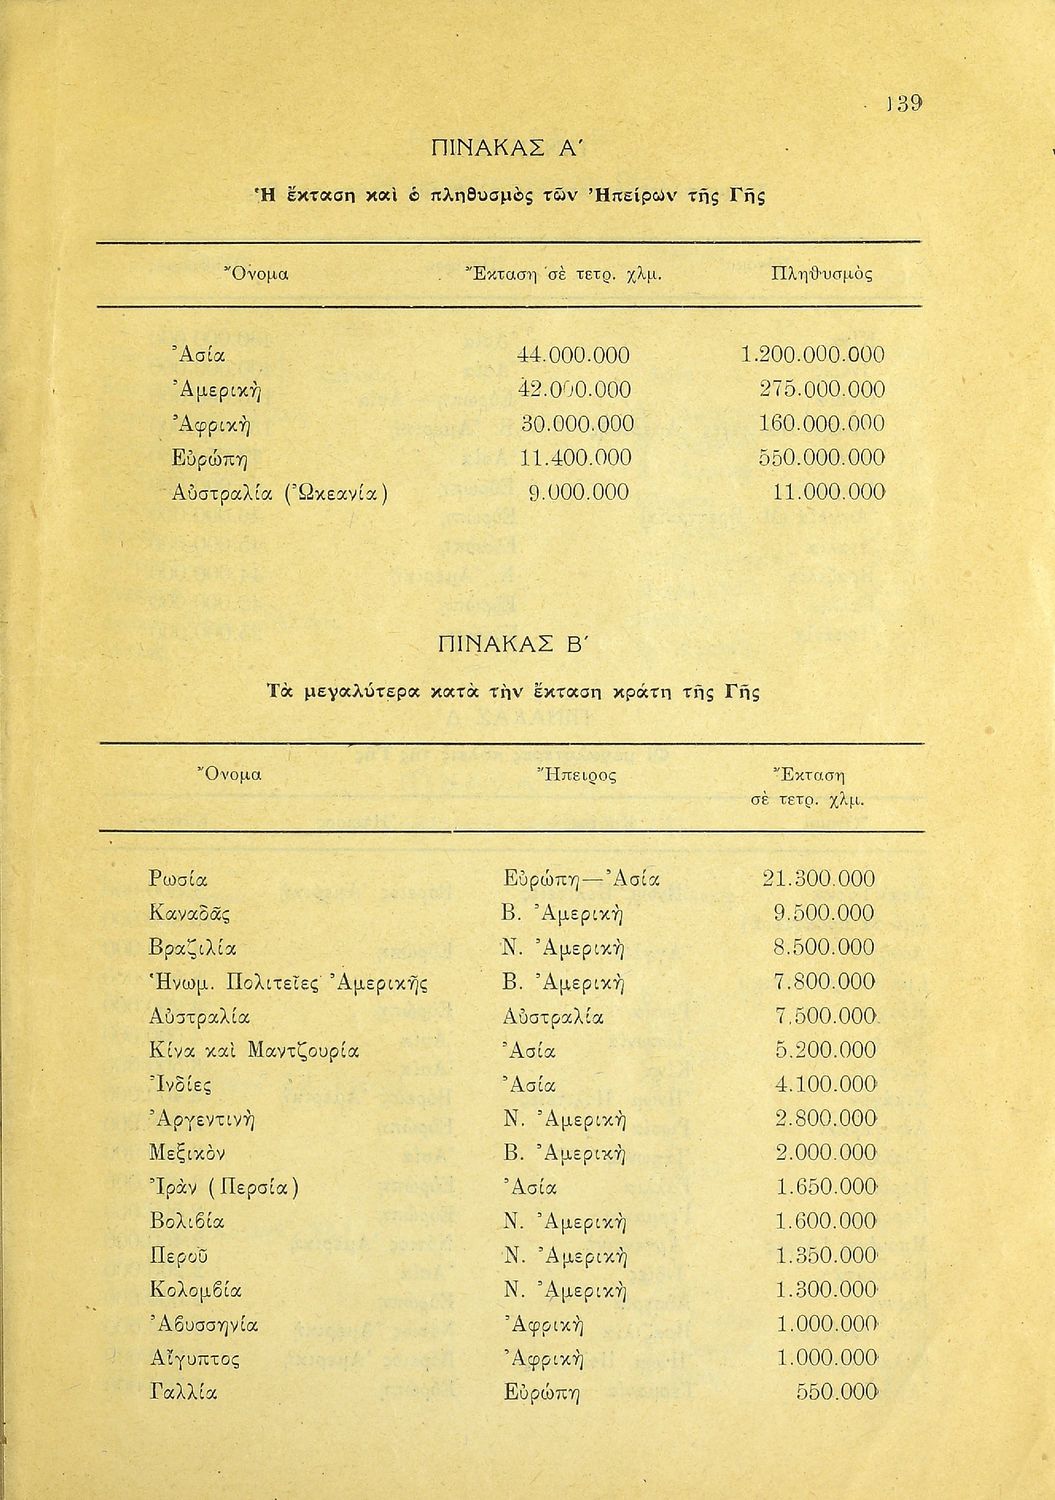 139
ΠΙΝΑΚΑΣ Α′
Ἡ ἔκταση καὶ ὁ πληθυσμὸς τῶν Ἠπείρων τῆς Γῆς
Ὄνομα Ἔκταση σὲ τετρ. χλμ. Πληθυσμὸς
Ἀσία 44.000.000 1.200.000.000
Ἀμερικὴ 42.000.000 275.000.000
Ἀφρικὴ 30.000.000 160.000.000
Εὐρώπη 11.400.000 550.000.000
Αὐστραλία (Ὠκεανία) 9.000.000 11.000.000
ΠΙΝΑΚΑΣ Β′
Τὰ μεγαλύτερα κατὰ τὴν ἔκταση κράτη τῆς Γῆς
Ὄνομα Ἤπειρος Ἔκταση
σὲ τετρ. χλμ.
Ρωσία Εὐρώπη—Ἀσία 21.300.000
Καναδᾶς Β. Ἀμερικὴ 9.500.000
Βραζιλία Ν. Ἀμερικὴ 8.500.000
Ἡνωμ. Πολιτεῖες Ἀμερικῆς Β. Ἀμερικὴ 7.800.000
Αὐστραλία Αὐστραλία 7.500.000
Κίνα καὶ Μαντζουρία Ἀσία 5.200.000
Ἰνδίες Ἀσία 4.100.000
Ἀργεντινὴ Ν. Ἀμερικὴ 2.800.000
Μεξικὸν Β. Ἀμερικὴ 2.000.000
Ἰρὰν (Περσία) Ἀσία 1.650.000
Βολιβία Ν. Ἀμερικὴ 1.600.000
Περοῦ Ν. Ἀμερικὴ 1.350.000
Κολομβία Ν. Ἀμερικὴ 1.300.000
Ἀβυσσηνία Ἀφρικὴ 1.000.000
Αἴγυπτος Ἀφρικὴ 1.000.000
Γαλλία Εὐρώπη 550.000